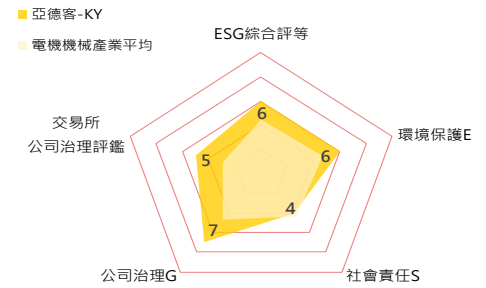 亞德客-KY
電機機械產業平均
ESG綜合評等
環境保護E
社會責任S
公司治理G
交易所
公司治理評鑑
6
6
4
7
5